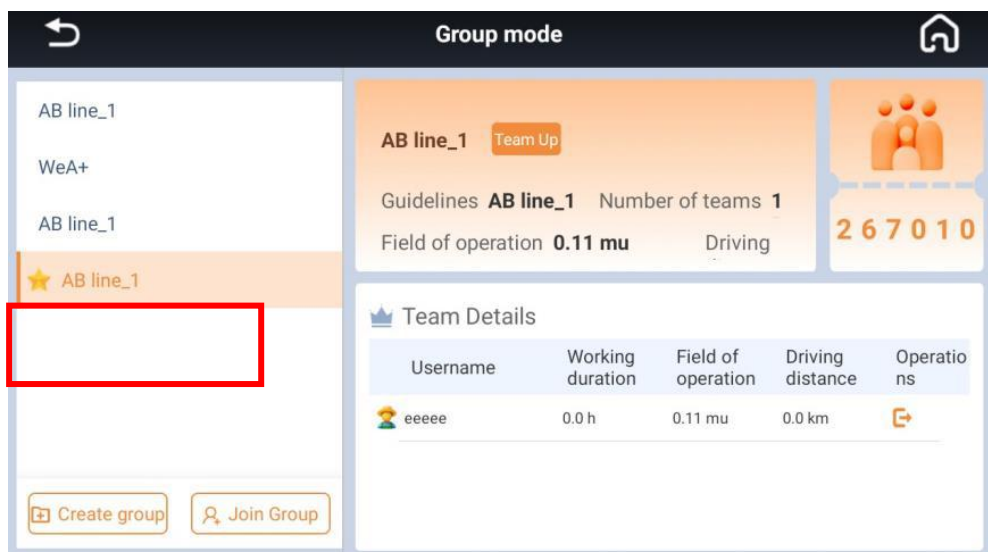 Group mode
AB line_1
WeA+
AB line_1
AB line_1
Create group
Join Group
AB line_1 Team Up
Guidelines AB line_1 Number of teams 1
Field of operation 0.11 mu Driving
267010
Team Details
Username Working duration Field of operation Driving distance Operations
eeeee 0.0 h 0.11 mu 0.0 km